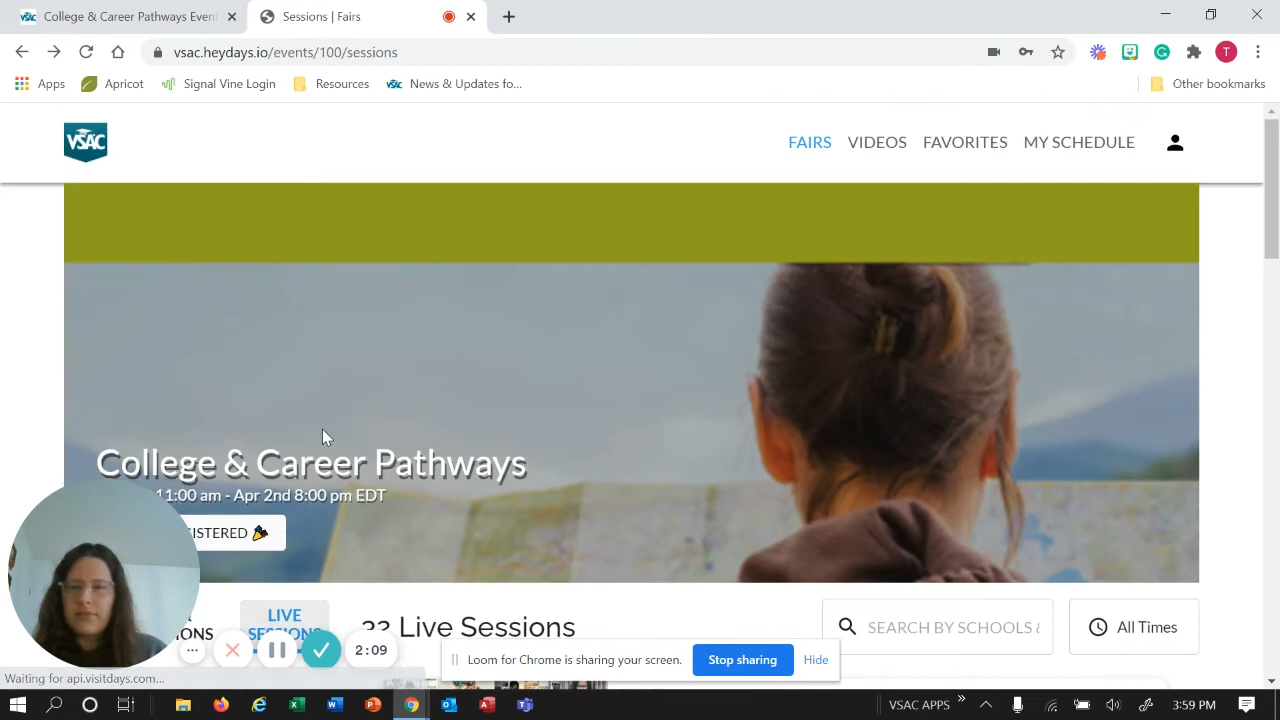 College & Career Pathways Event
Sessions | Fairs
vsac.heydays.io/events/100/sessions
Apps
Apricot
Signal Vine Login
Resources
News & Updates fo...
Other bookmarks
T
VSAC
FAIRS
VIDEOS
FAVORITES
MY SCHEDULE
College & Career Pathways
11:00 am - Apr 2nd 8:00 pm EDT
ISTERED
LIVE
SESSIONS
IONS
Live Sessions
SEARCH BY SCHOOLS &
All Times
2:09
Loom for Chrome is sharing your screen.
Stop sharing
Hide
Waiting for api.visitdays.com...
VSAC APPS
3:59 PM